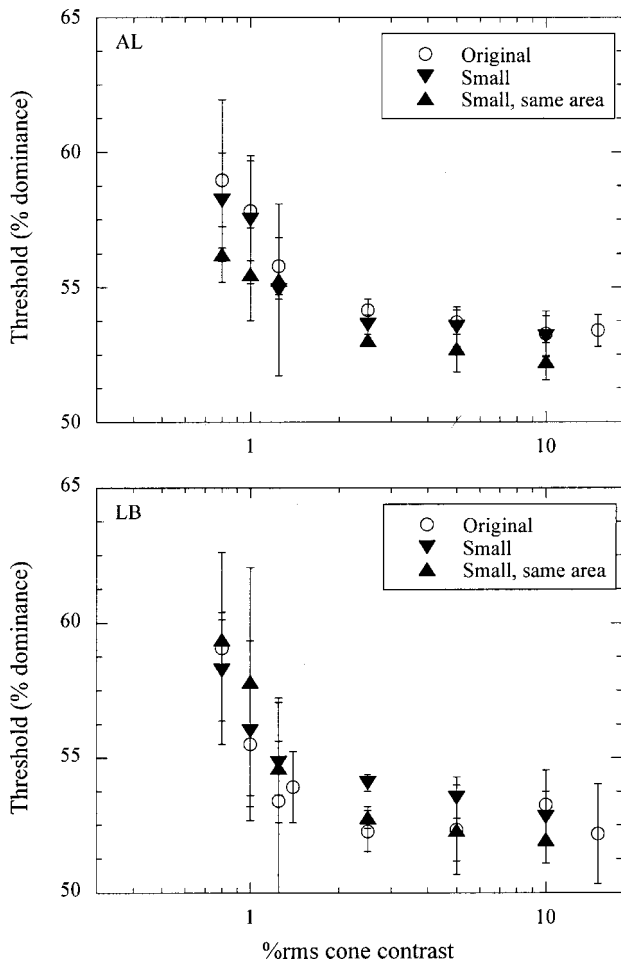 65
AL
Original
Small
Small, same area
60
55
50
Threshold (% dominance)
1
10
65
LB
Original
Small
Small, same area
60
55
50
Threshold (% dominance)
1
10
%rms cone contrast